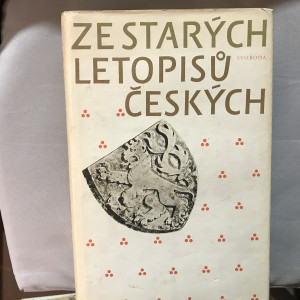 ZE STARÝCH
SVOBODA
LETOPISŮ
ČESKÝCH